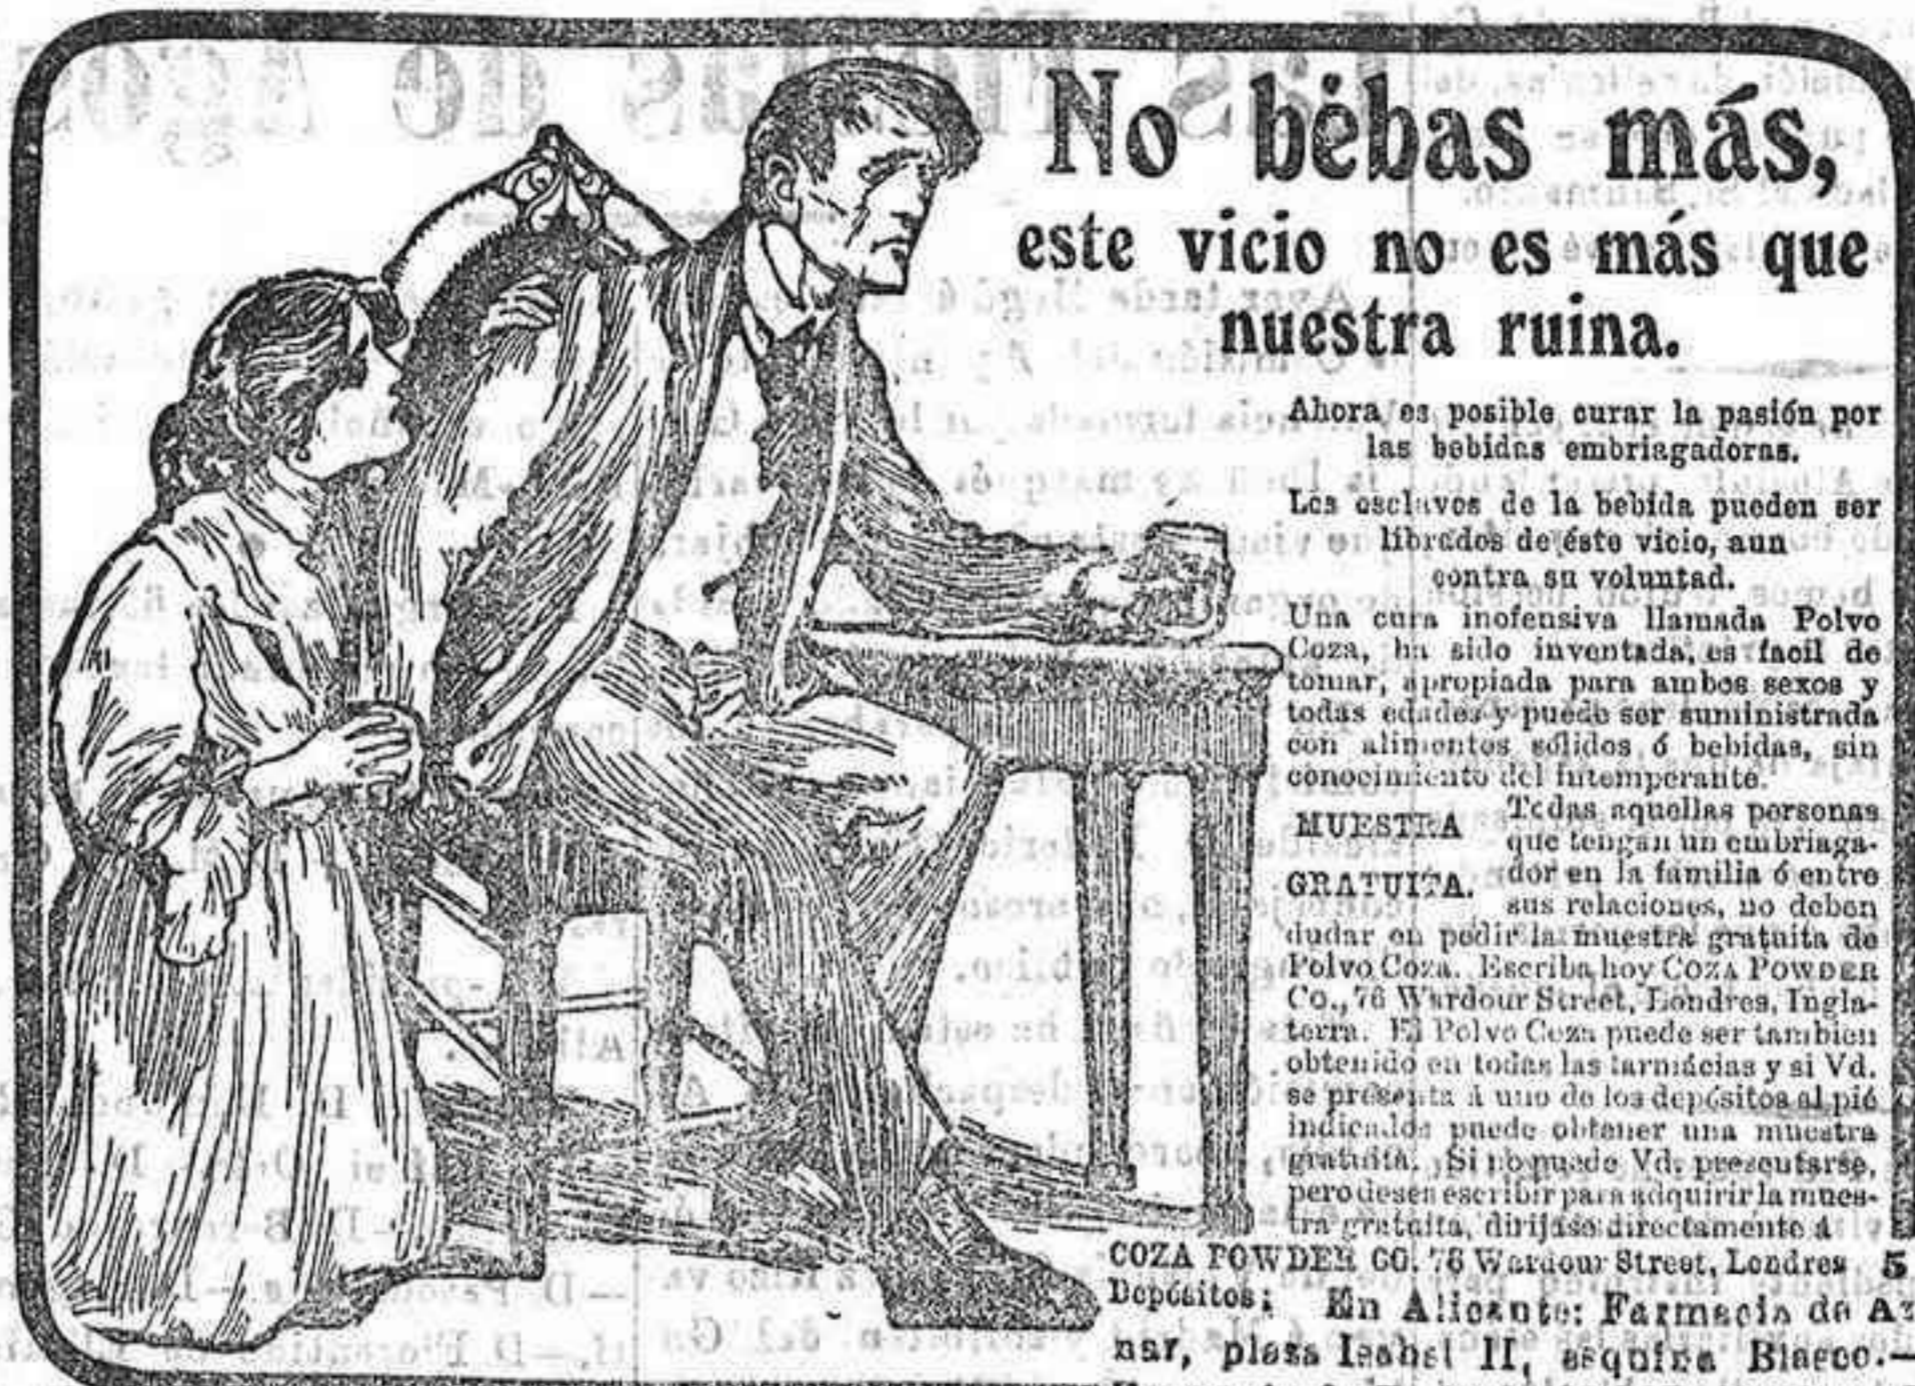 No bébas más,
este vicio no es más que
nuestra ruina.
Ahora es posible curar la pasión por
las bebidas embriagadoras.
Los esclavos de la bebida pueden ser
librados de éste vicio, aun
contra su voluntad.
Una cura inofensiva llamada Polvo
Coza, ha sido inventada, es facil de
tomar, apropiada para ambos sexos y
todas edades y puede ser suministrada
con alimentos sólidos ó bebidas, sin
conocimiento del intemperante.
MUESTRA
GRATUITA.
Todas aquellas personas
que tengan un embriaga-
dor en la familia ó entre
sus relaciones, no deben
dudar en pedir la muestra gratuita de
Polvo Coza. Escriba hoy COZA POWDER
Co., 76 Wardour Street, Londres, Ingla-
terra. El Polvo Coza puede ser tambien
obtenido en todas las farmácias y si Vd.
se presenta á uno de los depósitos al pié
indicados puede obtener una muestra
gratuita. Si no puede Vd. presentarse,
pero desea escribir para adquirir la mues-
tra gratuita, dirijase directamente á
COZA POWDER CO. 76 Wardour Street, Londres 5
Depósitos: En Alicante: Farmacia de Az
nar, plaza Isabel II, esquina Blasco.—